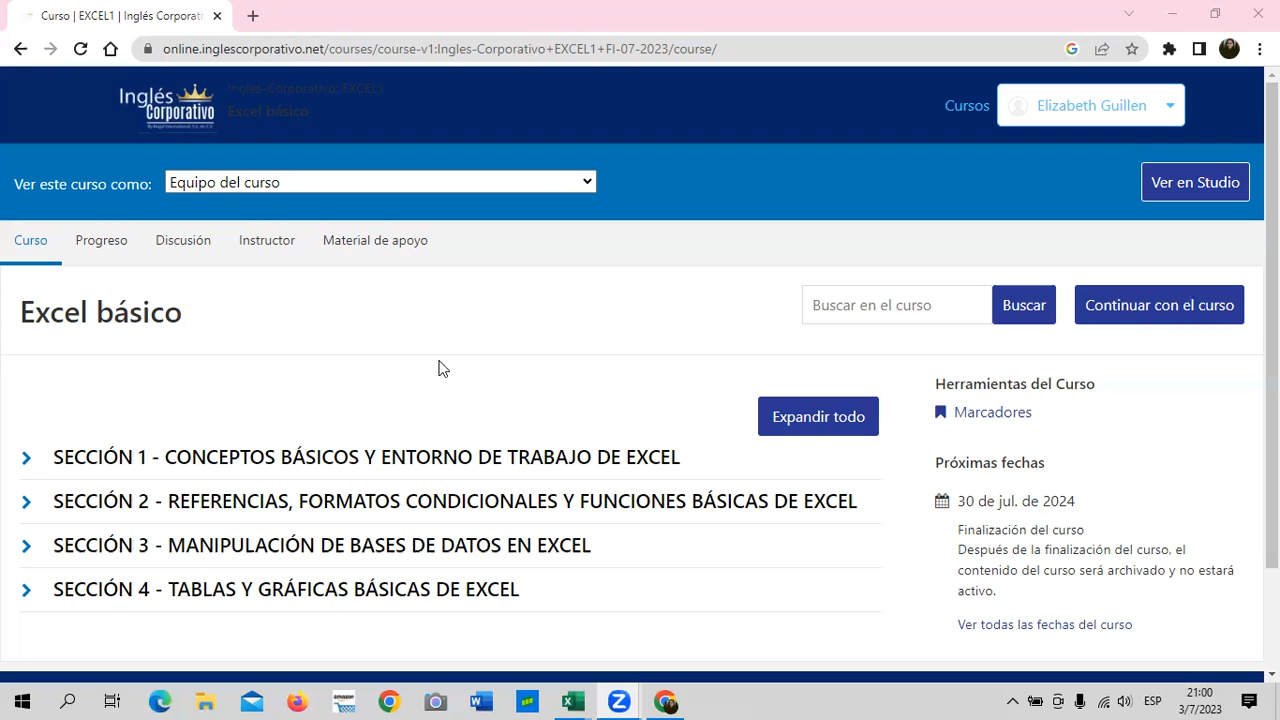 Curso | EXCEL1 | Inglés Corporati
online.inglescorporativo.net/courses/course-v1:Ingles-Corporativo+EXCEL1+FI-07-2023/course/
Inglés Corporativo
Ingles-Corporativo: EXCEL1
Excel básico
Cursos
Elizabeth Guillen
Ver este curso como:
Equipo del curso
Ver en Studio
Curso
Progreso
Discusión
Instructor
Material de apoyo
Excel básico
Buscar en el curso
Buscar
Continuar con el curso
Expandir todo
SECCIÓN 1 - CONCEPTOS BÁSICOS Y ENTORNO DE TRABAJO DE EXCEL
SECCIÓN 2 - REFERENCIAS, FORMATOS CONDICIONALES Y FUNCIONES BÁSICAS DE EXCEL
SECCIÓN 3 - MANIPULACIÓN DE BASES DE DATOS EN EXCEL
SECCIÓN 4 - TABLAS Y GRÁFICAS BÁSICAS DE EXCEL
Herramientas del Curso
Marcadores
Próximas fechas
30 de jul. de 2024
Finalización del curso
Después de la finalización del curso, el
contenido del curso será archivado y no estará
activo.
Ver todas las fechas del curso
ESP
21:00
3/7/2023